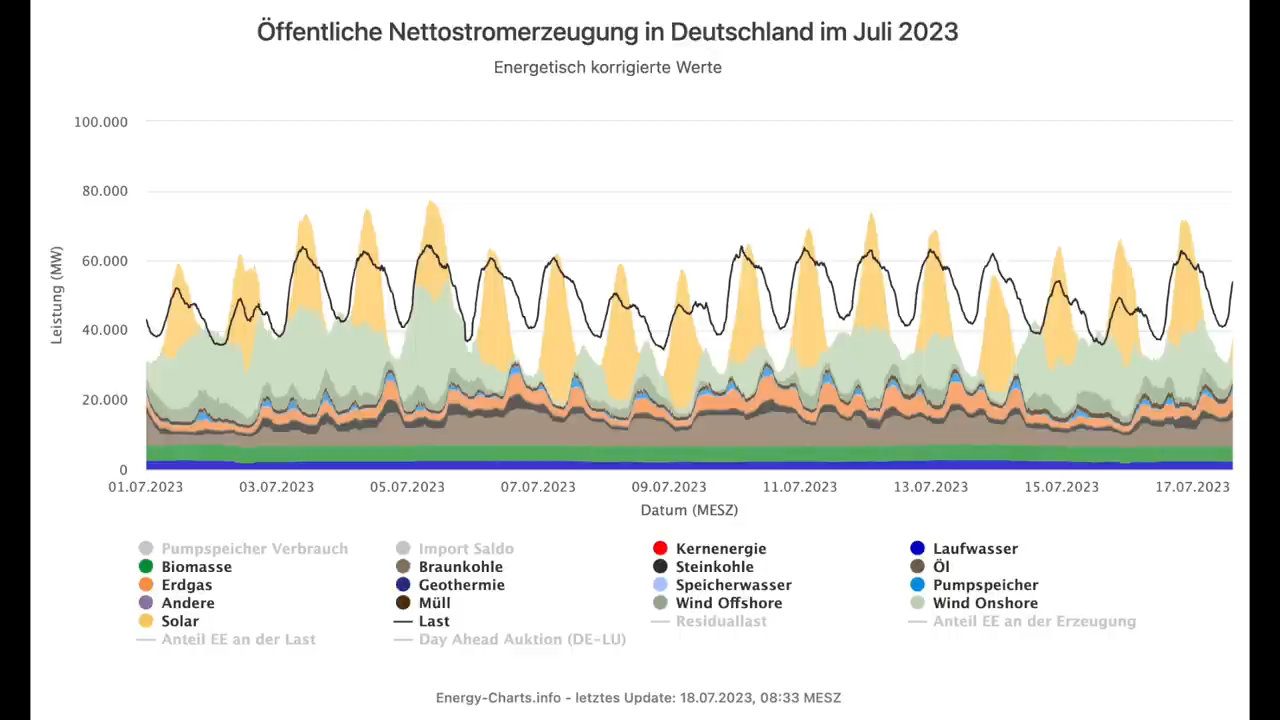 Öffentliche Nettostromerzeugung in Deutschland im Juli 2023
Energetisch korrigierte Werte
100.000
80.000
60.000
40.000
20.000
0
Leistung (MW)
01.07.2023 03.07.2023 05.07.2023 07.07.2023 09.07.2023 11.07.2023 13.07.2023 15.07.2023 17.07.2023
Datum (MESZ)
Pumpspeicher Verbrauch Import Saldo Kernenergie Laufwasser
Biomasse Braunkohle Steinkohle Öl
Erdgas Geothermie Speicherwasser Pumpspeicher
Andere Müll Wind Offshore Wind Onshore
Solar Last Residuallast Anteil EE an der Erzeugung
Anteil EE an der Last Day Ahead Auktion (DE-LU)
Energy-Charts.info - letztes Update: 18.07.2023, 08:33 MESZ